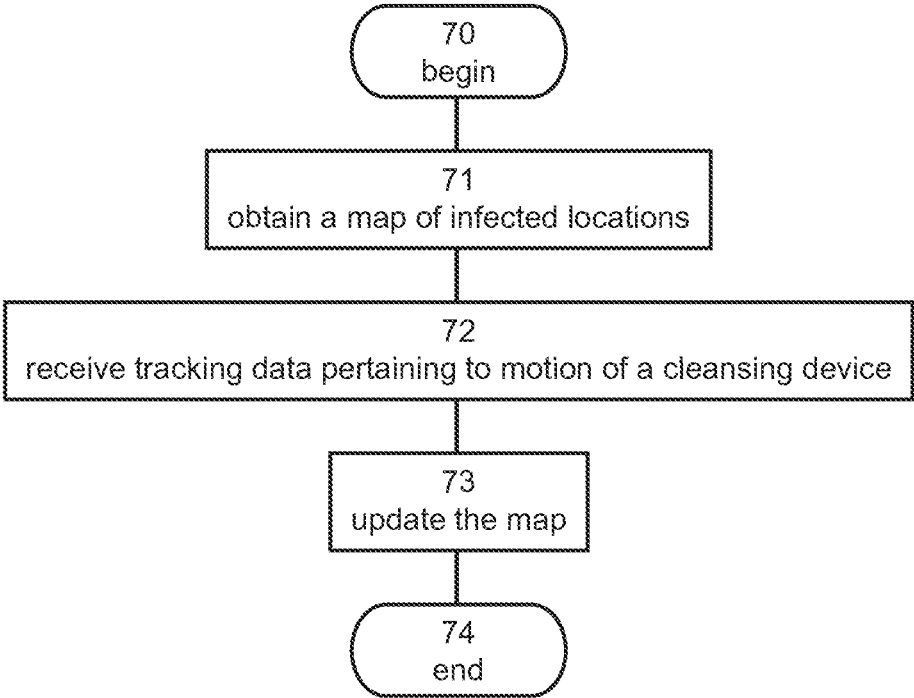 70
begin
71
obtain a map of infected locations
72
receive tracking data pertaining to motion of a cleansing device
73
update the map
74
end